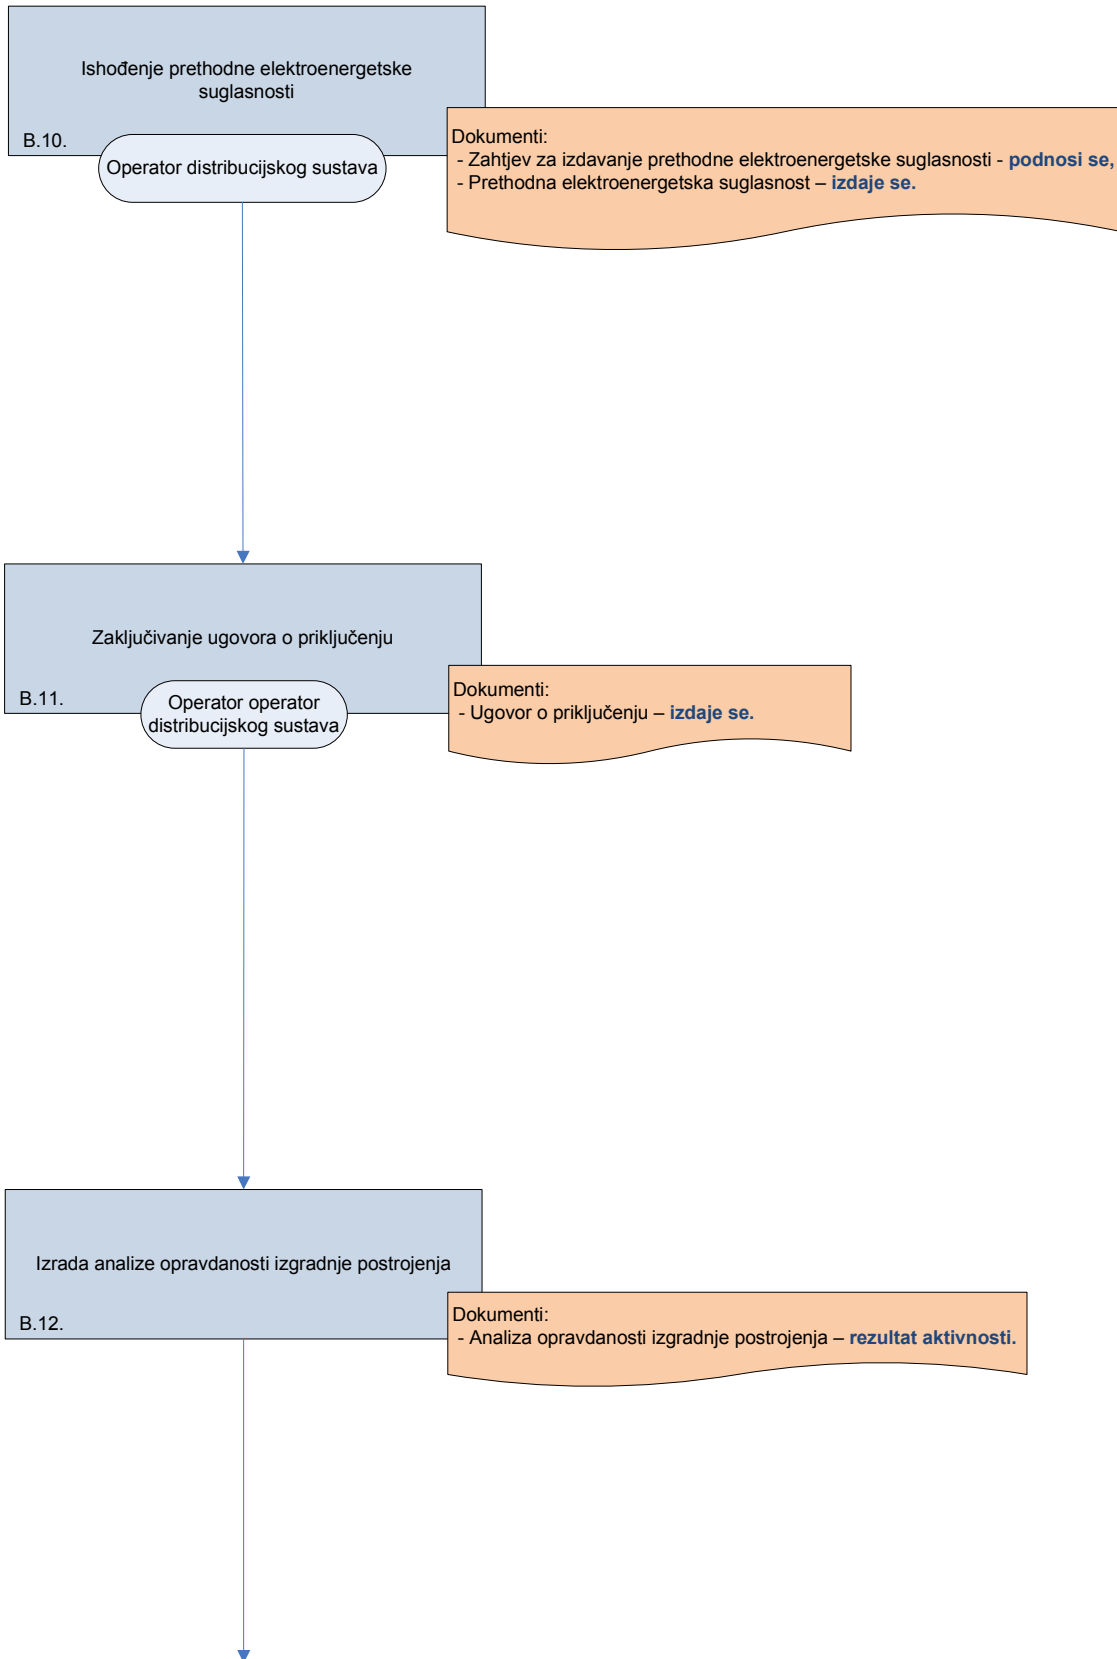 Ishođenje prethodne elektroenergetske
suglasnosti
B.10.
Operator distribucijskog sustava
Dokumenti:
- Zahtjev za izdavanje prethodne elektroenergetske suglasnosti - podnosi se,
- Prethodna elektroenergetska suglasnost – izdaje se.
Zaključivanje ugovora o priključenju
B.11.
Operator operator
distribucijskog sustava
Dokumenti:
- Ugovor o priključenju – izdaje se.
Izrada analize opravdanosti izgradnje postrojenja
B.12.
Dokumenti:
- Analiza opravdanosti izgradnje postrojenja – rezultat aktivnosti.